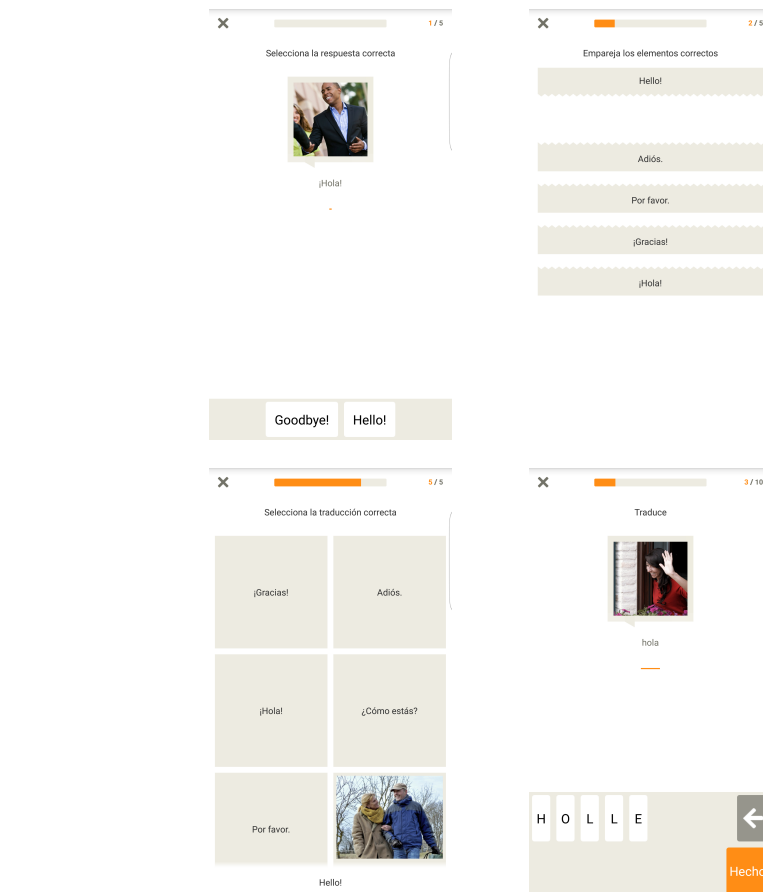 1 / 5
Selecciona la respuesta correcta
¡Hola!
Goodbye!
Hello!
2 / 5
Empareja los elementos correctos
Hello!
Adiós.
Por favor.
¡Gracias!
¡Hola!
5 / 5
Selecciona la traducción correcta
¡Gracias!
Adiós.
¡Hola!
¿Cómo estás?
Por favor.
Hello!
3 / 10
Traduce
hola
H O L L E
Hecho